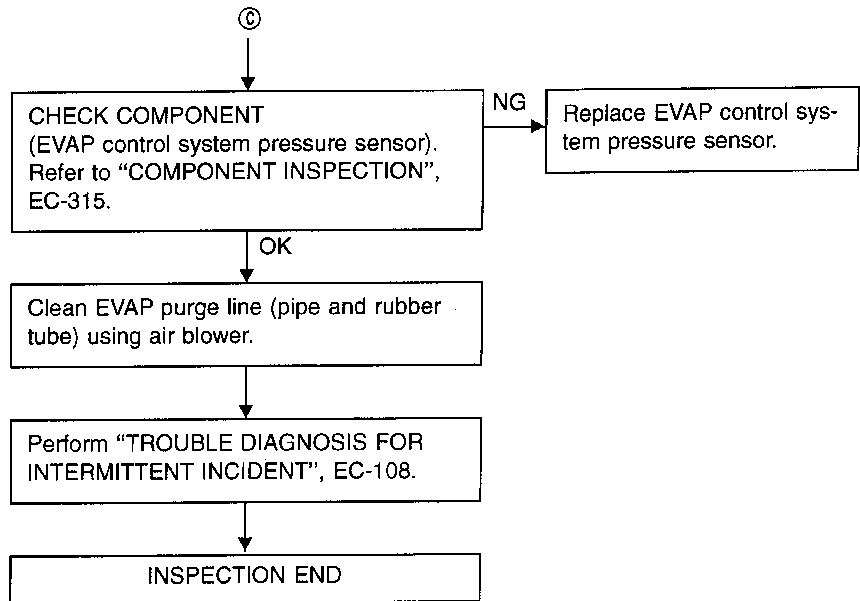 Ⓒ
CHECK COMPONENT
(EVAP control system pressure sensor).
Refer to “COMPONENT INSPECTION”,
EC-315.
NG
Replace EVAP control sys-
tem pressure sensor.
OK
Clean EVAP purge line (pipe and rubber
tube) using air blower.
Perform “TROUBLE DIAGNOSIS FOR
INTERMITTENT INCIDENT”, EC-108.
INSPECTION END